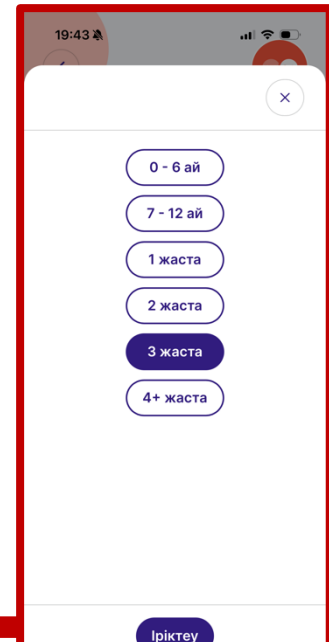 19:43
0 - 6 ай
7 - 12 ай
1 жаста
2 жаста
3 жаста
4+ жаста
Іріктеу